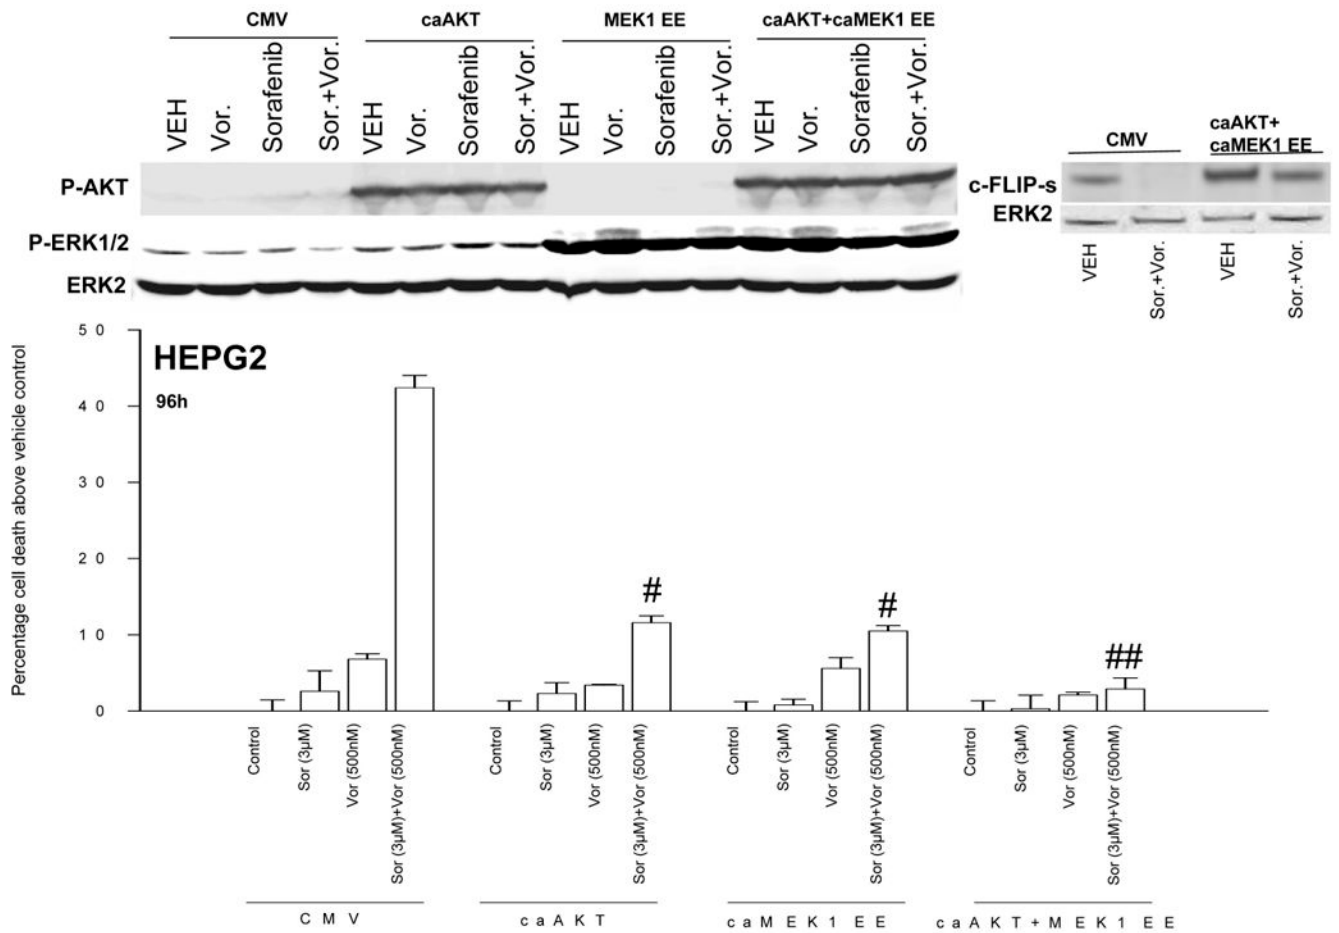 CMV caAKT MEK1 EE caAKT+caMEK1 EE
VEH Vor. Sorafenib Sor.+Vor. VEH Vor. Sorafenib Sor.+Vor. VEH Vor. Sorafenib Sor.+Vor. VEH Vor. Sorafenib Sor.+Vor.
P-AKT
P-ERK1/2
ERK2
CMV caAKT+
caMEK1 EE
c-FLIP-s
ERK2
VEH Sor.+Vor. VEH Sor.+Vor.
HEPG2
96h
Percentage cell death above vehicle control
50
40
30
20
10
0
# # ##
Control Sor (3µM) Vor (500nM) Sor (3µM)+Vor (500nM) Control Sor (3µM) Vor (500nM) Sor (3µM)+Vor (500nM) Control Sor (3µM) Vor (500nM) Sor (3µM)+Vor (500nM) Control Sor (3µM) Vor (500nM) Sor (3µM)+Vor (500nM)
CMV caAKT caMEK1 EE caAKT+MEK1 EE